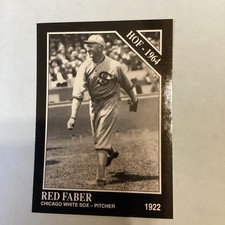 HOF - 1964
RED FABER
CHICAGO WHITE SOX - PITCHER
1922